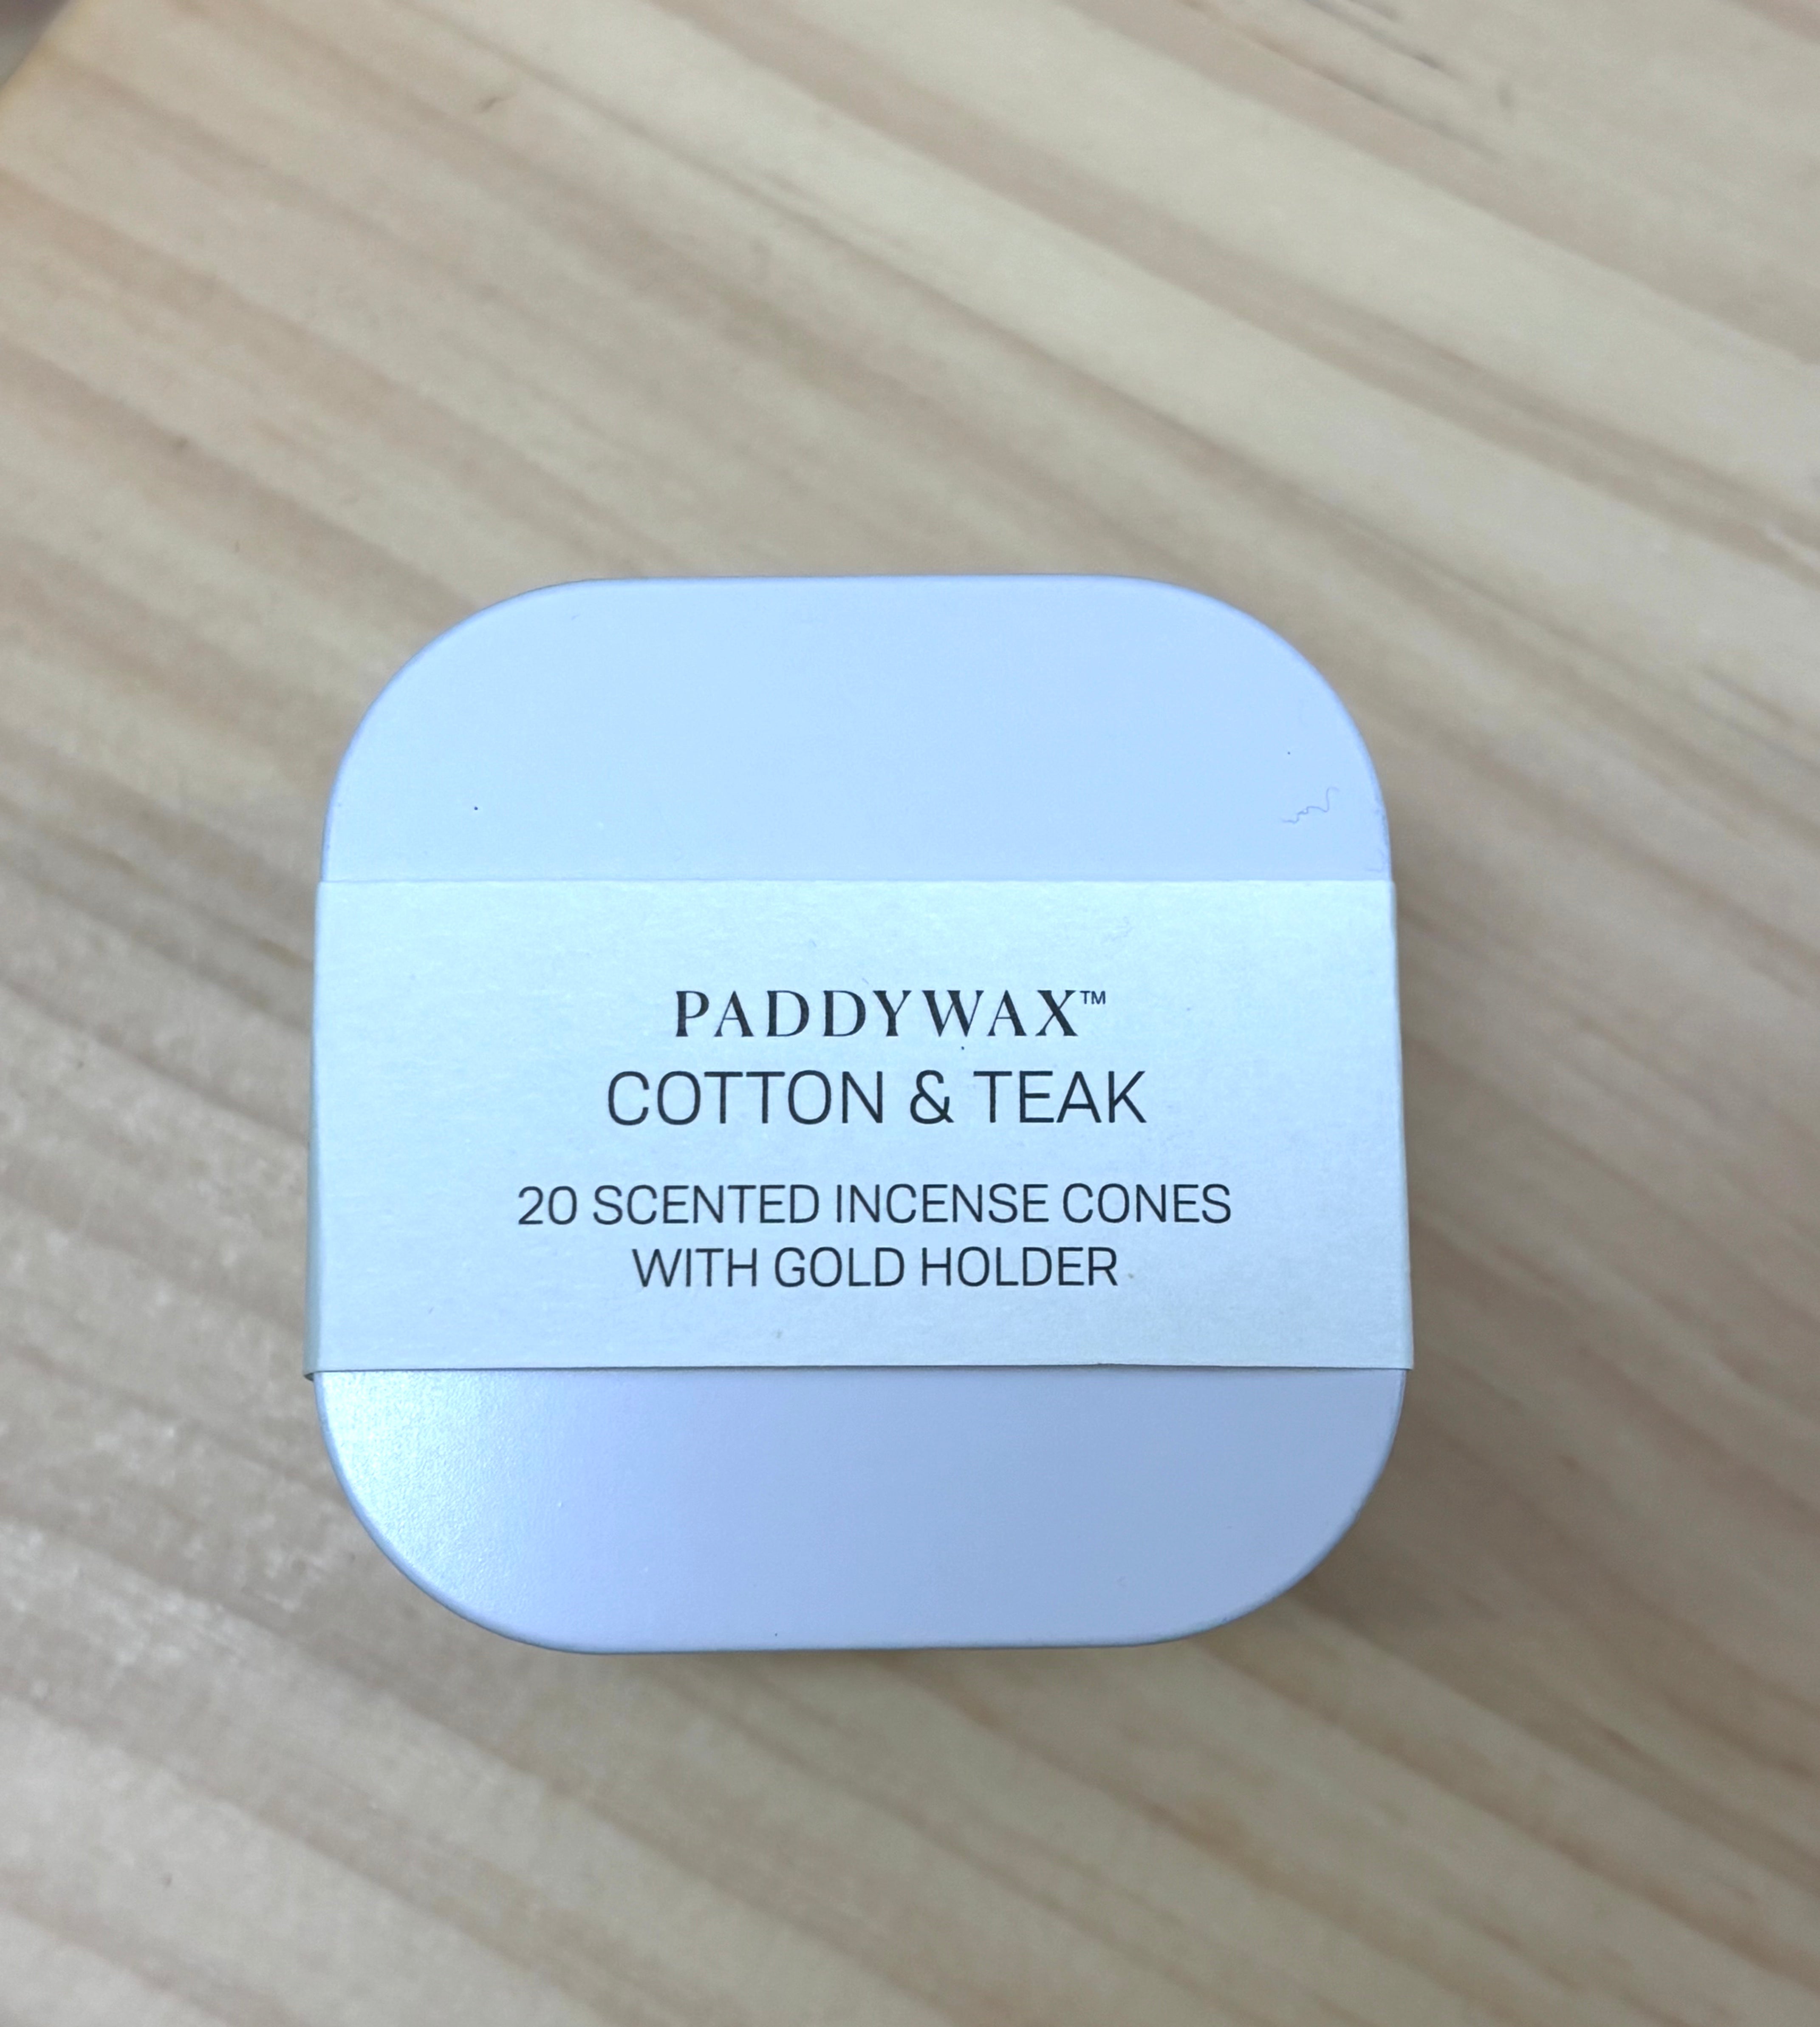 PADDYWAX™
COTTON & TEAK
20 SCENTED INCENSE CONES
WITH GOLD HOLDER